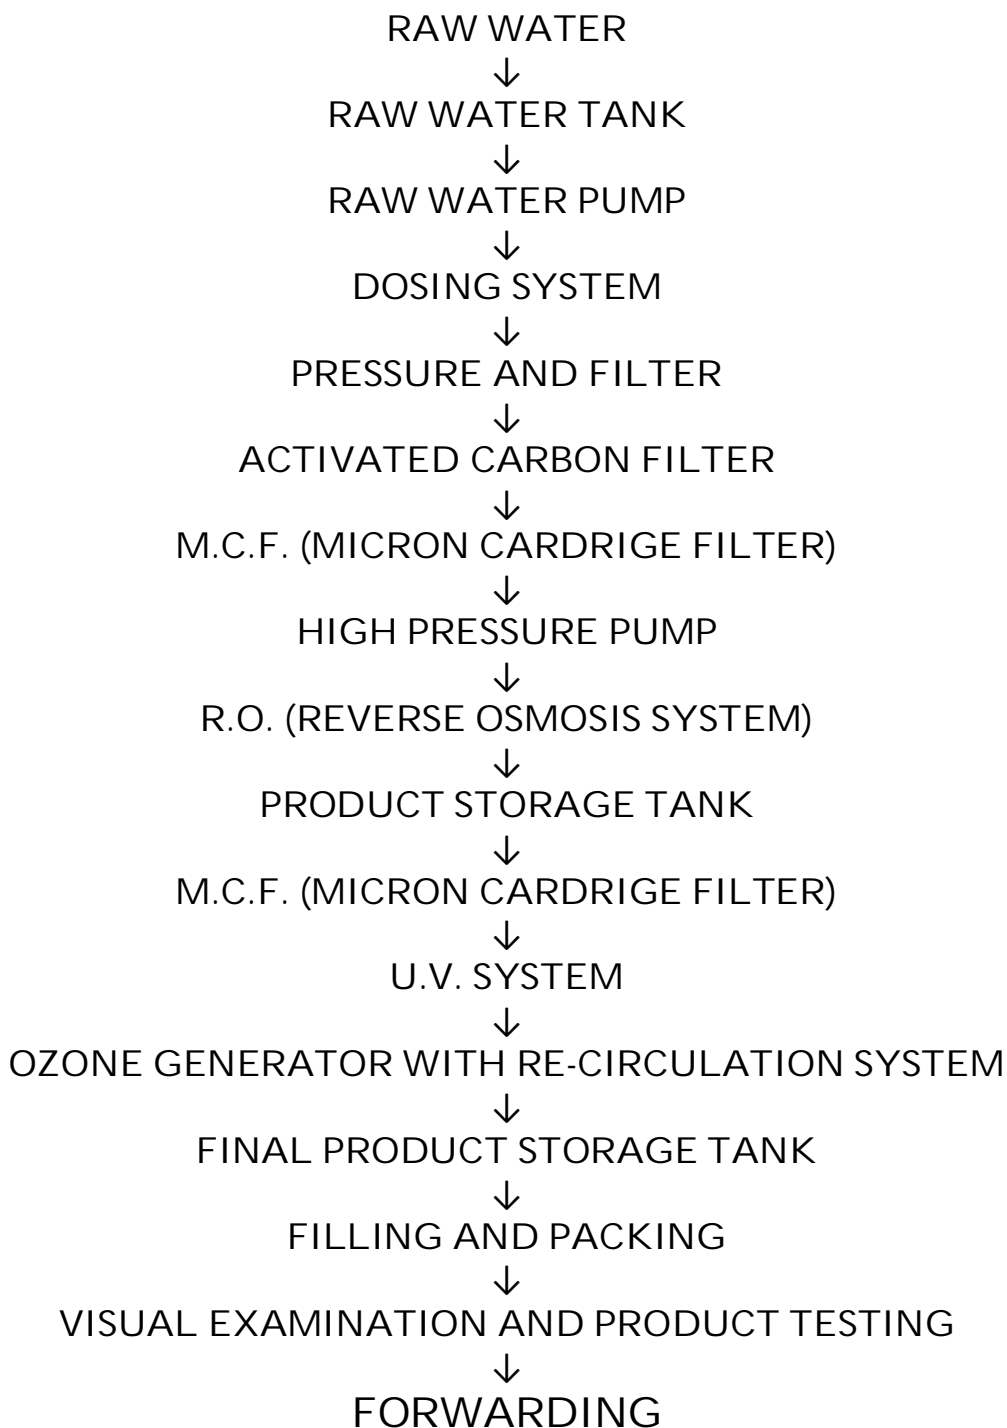 RAW WATER
↓
RAW WATER TANK
↓
RAW WATER PUMP
↓
DOSING SYSTEM
↓
PRESSURE AND FILTER
↓
ACTIVATED CARBON FILTER
↓
M.C.F. (MICRON CARDRIGE FILTER)
↓
HIGH PRESSURE PUMP
↓
R.O. (REVERSE OSMOSIS SYSTEM)
↓
PRODUCT STORAGE TANK
↓
M.C.F. (MICRON CARDRIGE FILTER)
↓
U.V. SYSTEM
↓
OZONE GENERATOR WITH RE-CIRCULATION SYSTEM
↓
FINAL PRODUCT STORAGE TANK
↓
FILLING AND PACKING
↓
VISUAL EXAMINATION AND PRODUCT TESTING
↓
FORWARDING